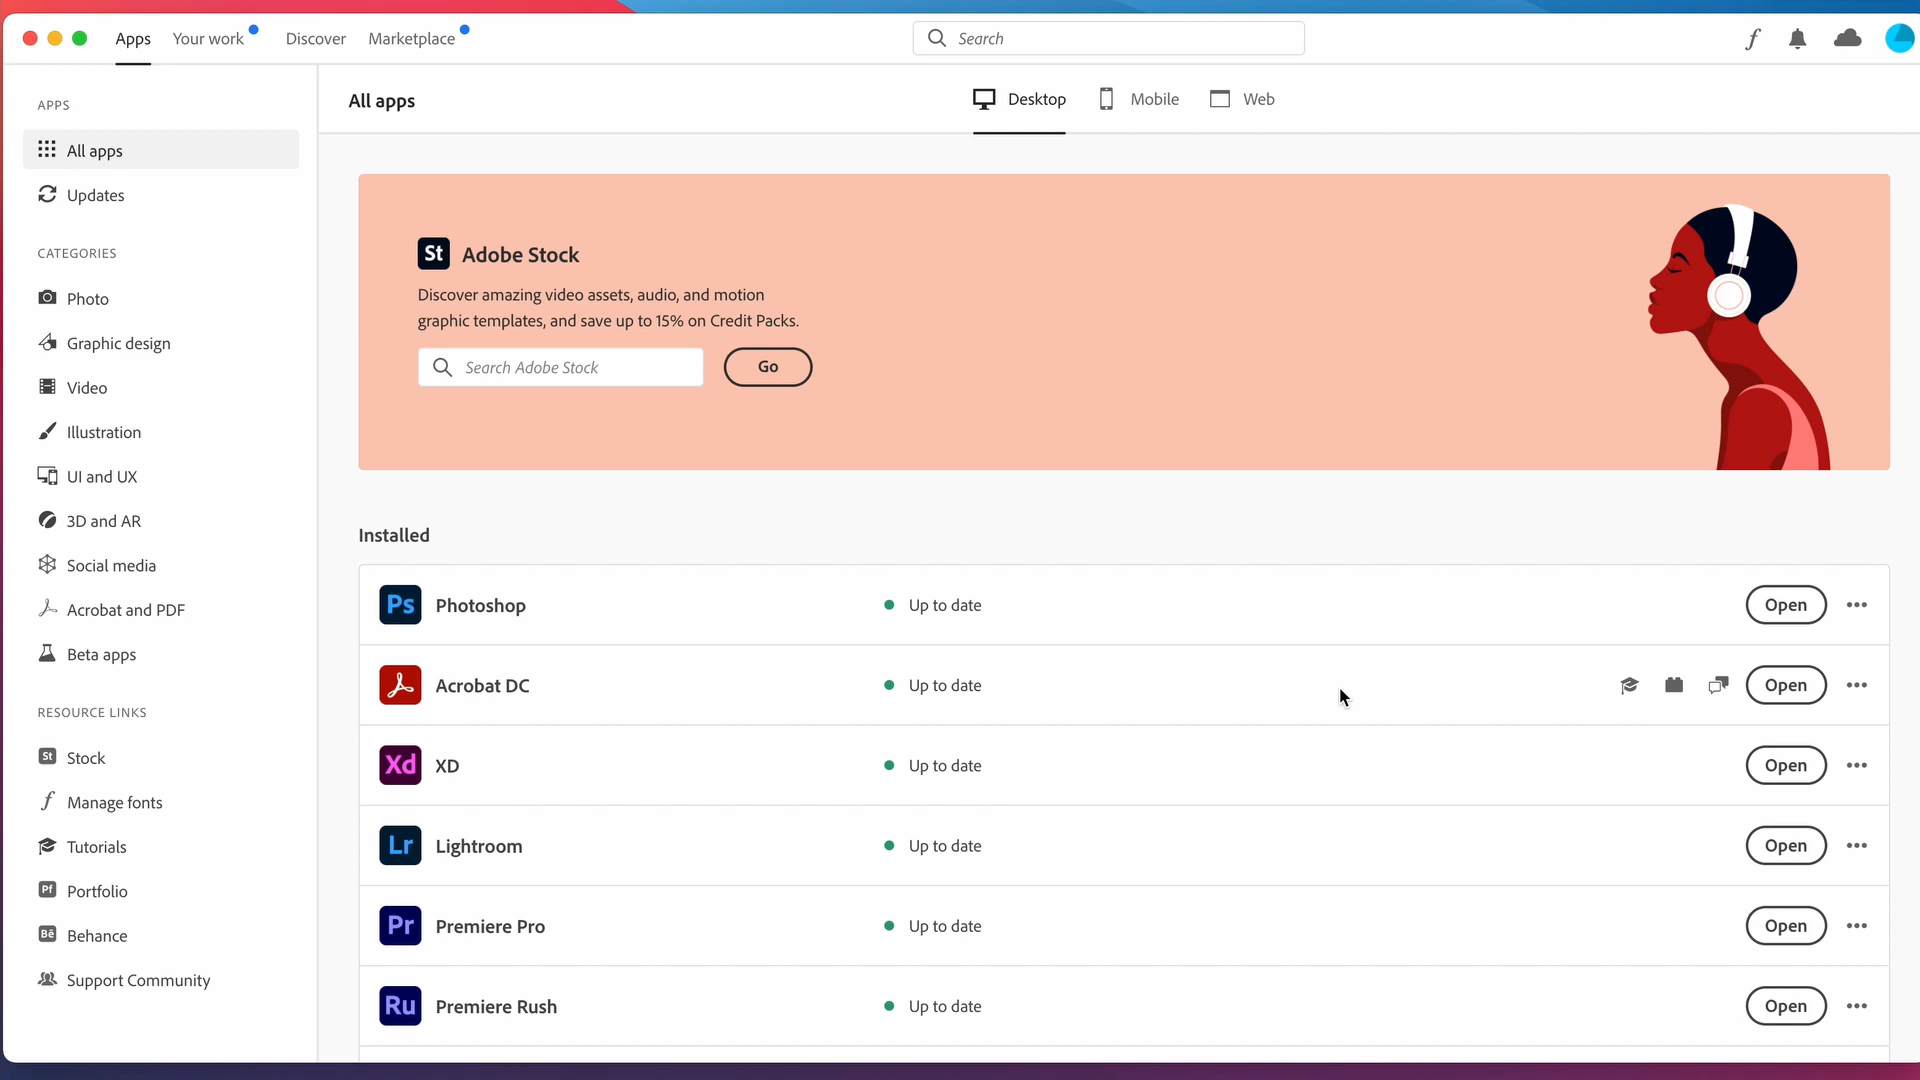 Apps Your work Discover Marketplace Search
APPS
All apps
Updates
CATEGORIES
Photo
Graphic design
Video
Illustration
UI and UX
3D and AR
Social media
Acrobat and PDF
Beta apps
RESOURCE LINKS
St Stock
Manage fonts
Tutorials
Pf Portfolio
Bē Behance
Support Community
All apps Desktop Mobile Web
St Adobe Stock
Discover amazing video assets, audio, and motion
graphic templates, and save up to 15% on Credit Packs.
Search Adobe Stock Go
Installed
Ps Photoshop Up to date Open
Acrobat DC Up to date Open
Xd XD Up to date Open
Lr Lightroom Up to date Open
Pr Premiere Pro Up to date Open
Ru Premiere Rush Up to date Open